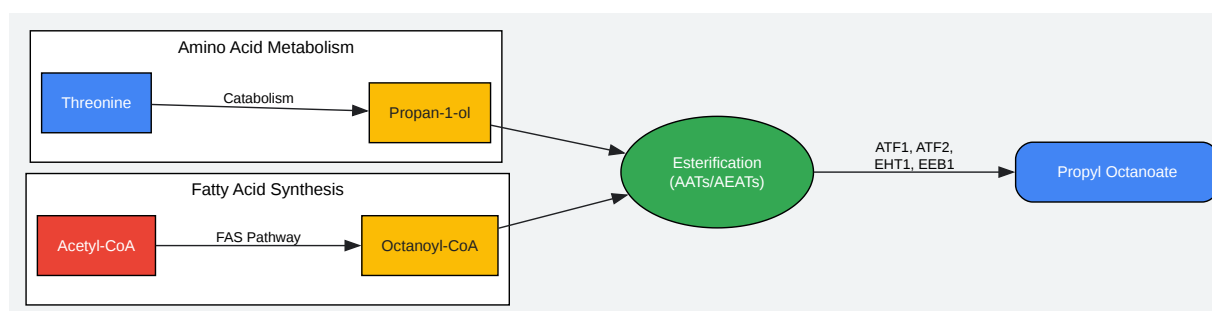 Amino Acid Metabolism
Threonine
Catabolism
Propan-1-ol
Fatty Acid Synthesis
Acetyl-CoA
FAS Pathway
Octanoyl-CoA
Esterification
(AATs/AEATs)
ATF1, ATF2,
EHT1, EEB1
Propyl Octanoate